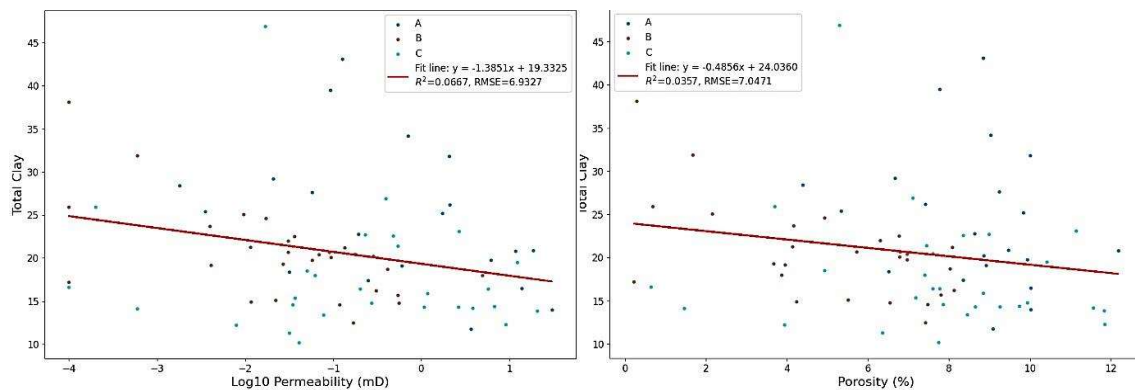 A
B
C
Fit line: y = -1.3851x + 19.3325
R²=0.0667, RMSE=6.9327
45
40
35
30
25
20
15
10
Total Clay
−4
−3
−2
−1
0
1
Log10 Permeability (mD)
A
B
C
Fit line: y = -0.4856x + 24.0360
R²=0.0357, RMSE=7.0471
45
40
35
30
25
20
15
10
Total Clay
0
2
4
6
8
10
12
Porosity (%)